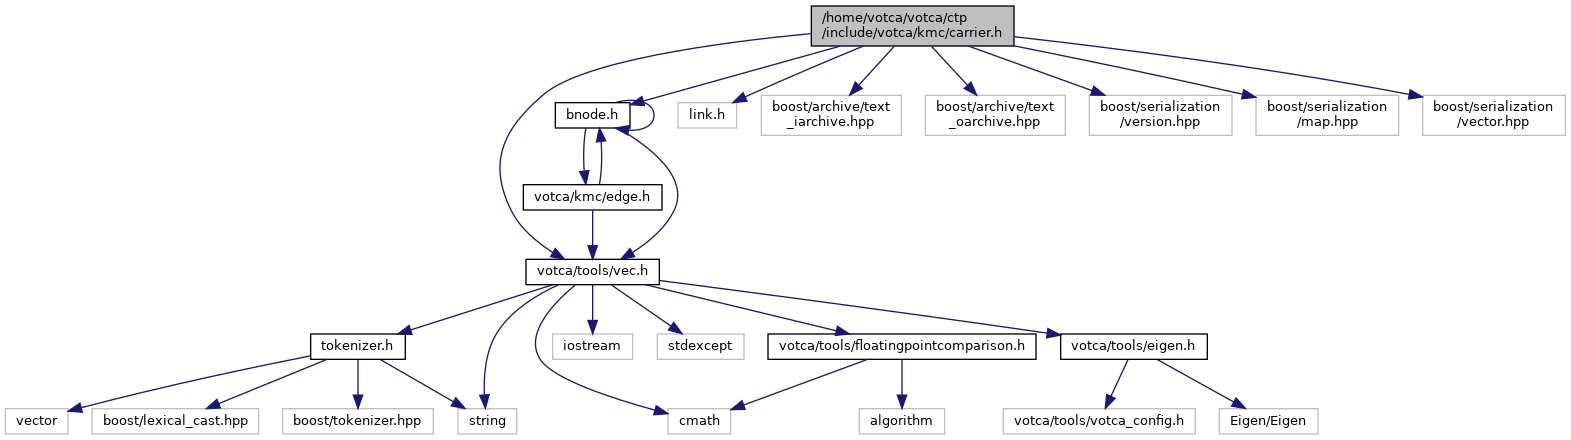 /home/votca/votca/ctp
/include/votca/kmc/carrier.h
bnode.h
link.h
boost/archive/text
_iarchive.hpp
boost/archive/text
_oarchive.hpp
boost/serialization
/version.hpp
boost/serialization
/map.hpp
boost/serialization
/vector.hpp
votca/kmc/edge.h
votca/tools/vec.h
tokenizer.h
iostream
stdexcept
votca/tools/floatingpointcomparison.h
votca/tools/eigen.h
vector
boost/lexical_cast.hpp
boost/tokenizer.hpp
string
cmath
algorithm
votca/tools/votca_config.h
Eigen/Eigen